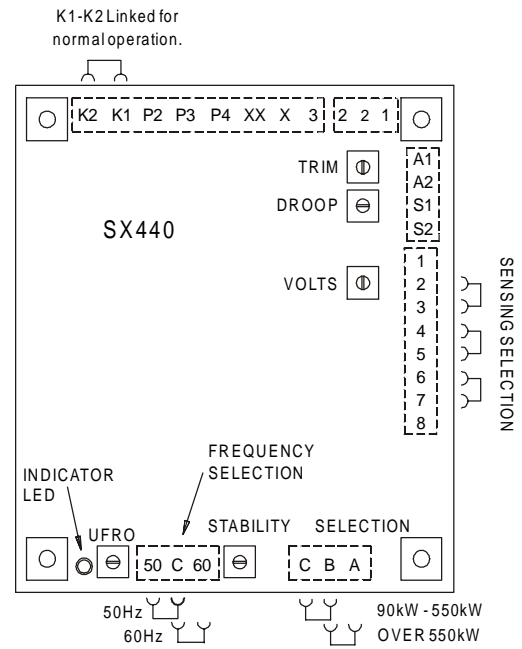 K1-K2 Linked for
normal operation.
K2 K1 P2 P3 P4 XX X 3 2 2 1
TRIM
DROOP
A1
A2
S1
S2
SX440
VOLTS
1
2
3
4
5
6
7
8
SENSING SELECTION
FREQUENCY
SELECTION
INDICATOR
LED
UFRO
STABILITY SELECTION
50 C 60
C B A
50Hz
60Hz
90kW - 550kW
OVER 550kW